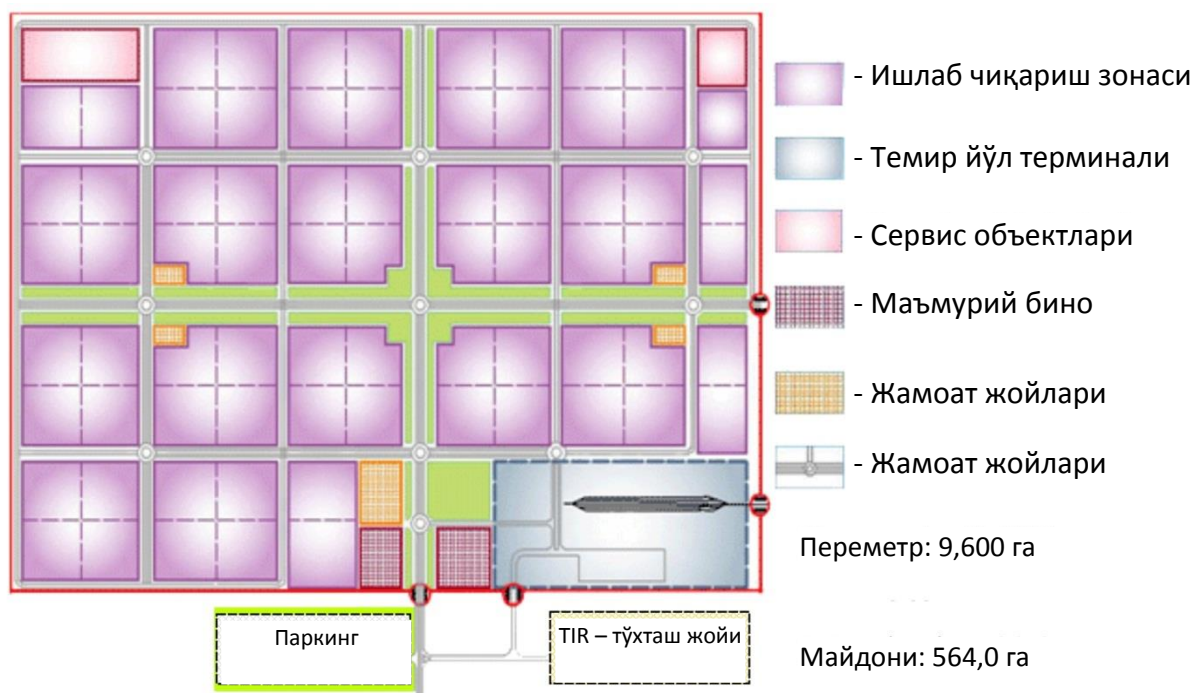 - Ишлаб чиқариш зонаси
- Темир йўл терминали
- Сервис объектлари
- Маъмурий бино
- Жамоат жойлари
- Жамоат жойлари
Переметр: 9,600 га
Паркинг
TIR – тўхташ жойи
Майдони: 564,0 га